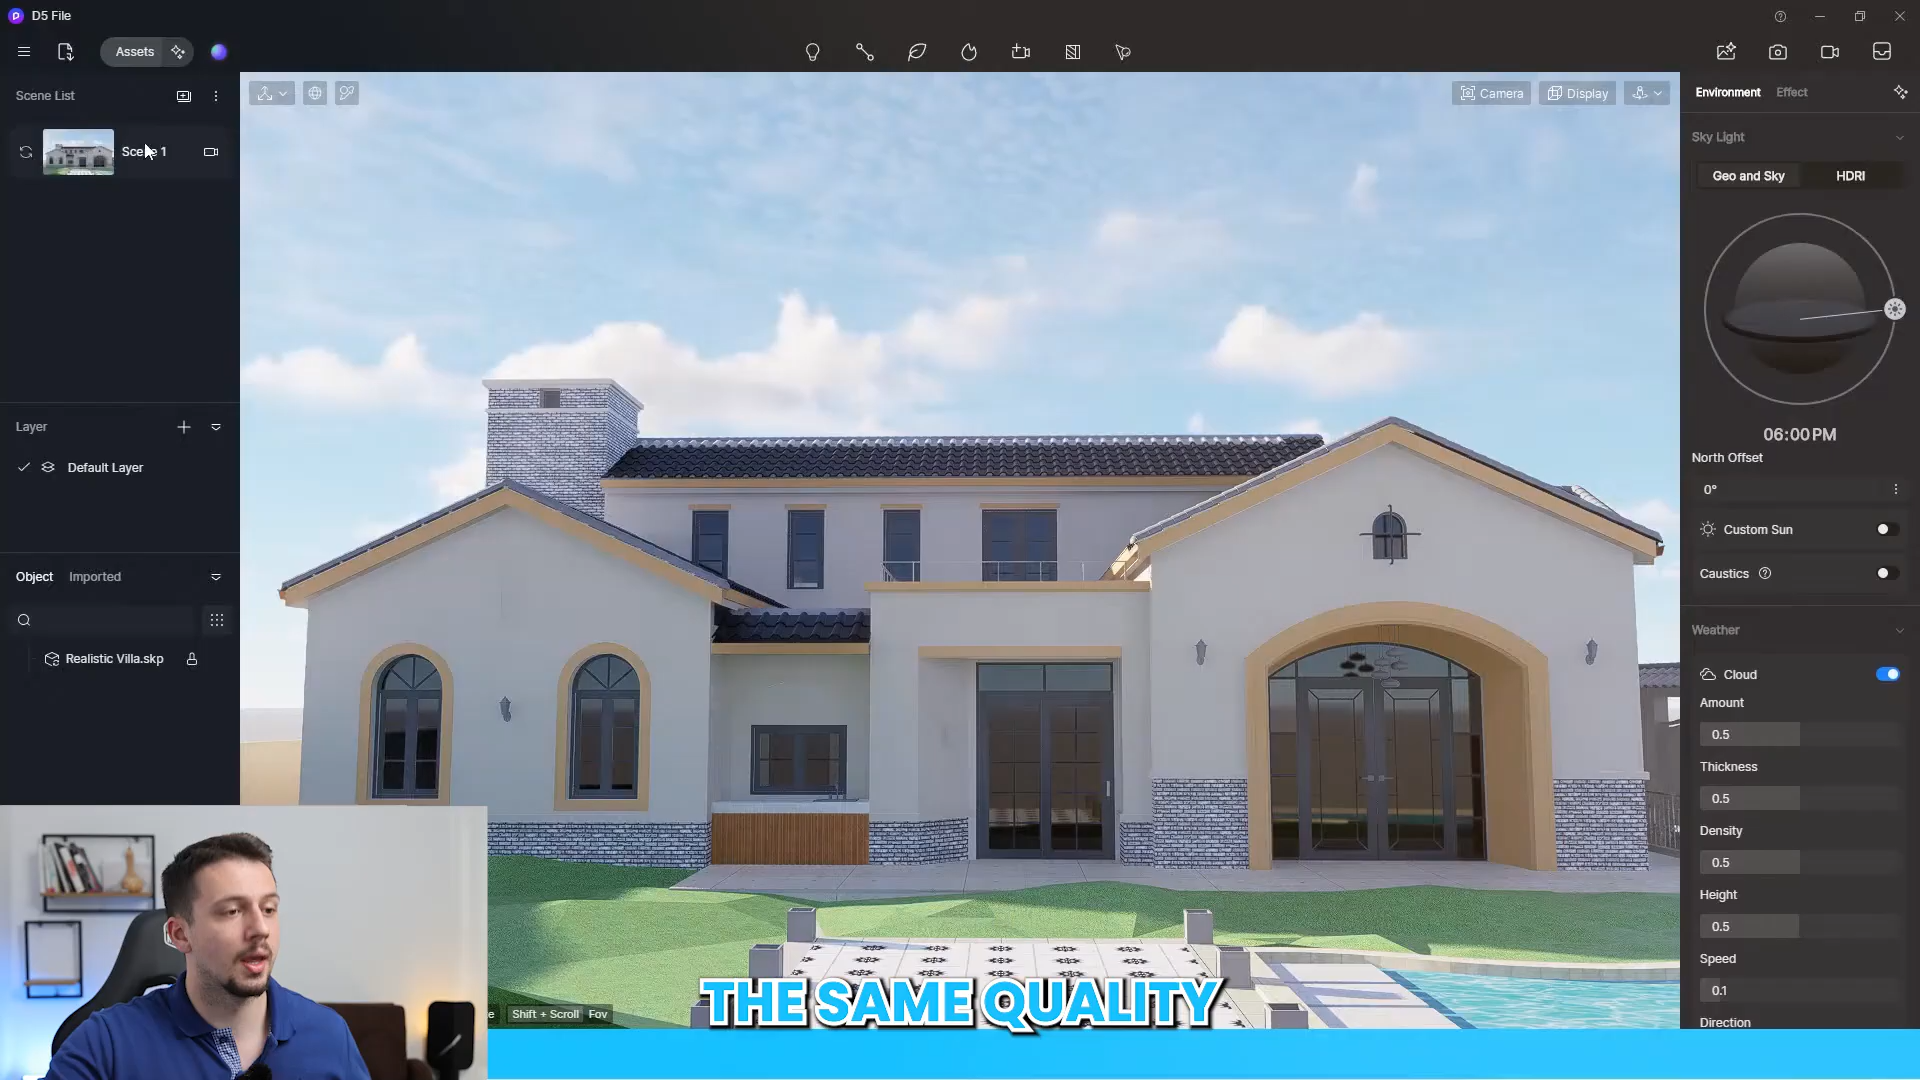 D5 File
Assets
Scene List
Scene 1
Layer
Default Layer
Object Imported
Realistic Villa.skp
Camera
Display
Shift + Scroll Fov
THE SAME QUALITY
Environment Effect
Sky Light
Geo and Sky HDRI
06:00 PM
North Offset
0°
Custom Sun
Caustics
Weather
Cloud
Amount
0.5
Thickness
0.5
Density
0.5
Height
0.5
Speed
0.1
Direction